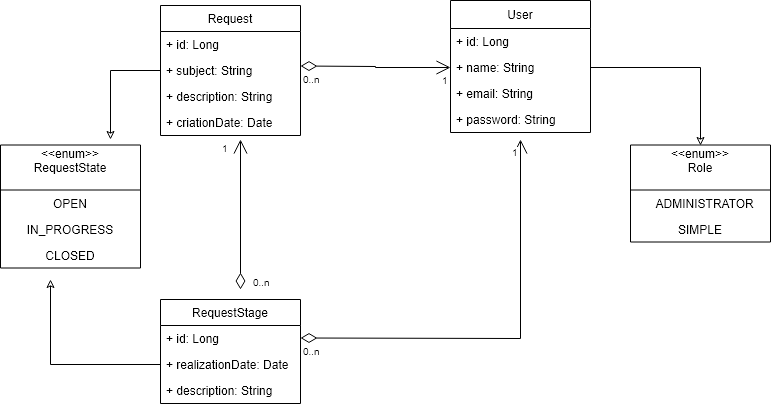 Request
+ id: Long
+ subject: String
+ description: String
+ criationDate: Date
0..n
1
User
+ id: Long
+ name: String
+ email: String
+ password: String
1
1
<<enum>>
RequestState
OPEN
IN_PROGRESS
CLOSED
<<enum>>
Role
ADMINISTRATOR
SIMPLE
0..n
RequestStage
+ id: Long
+ realizationDate: Date
+ description: String
0..n